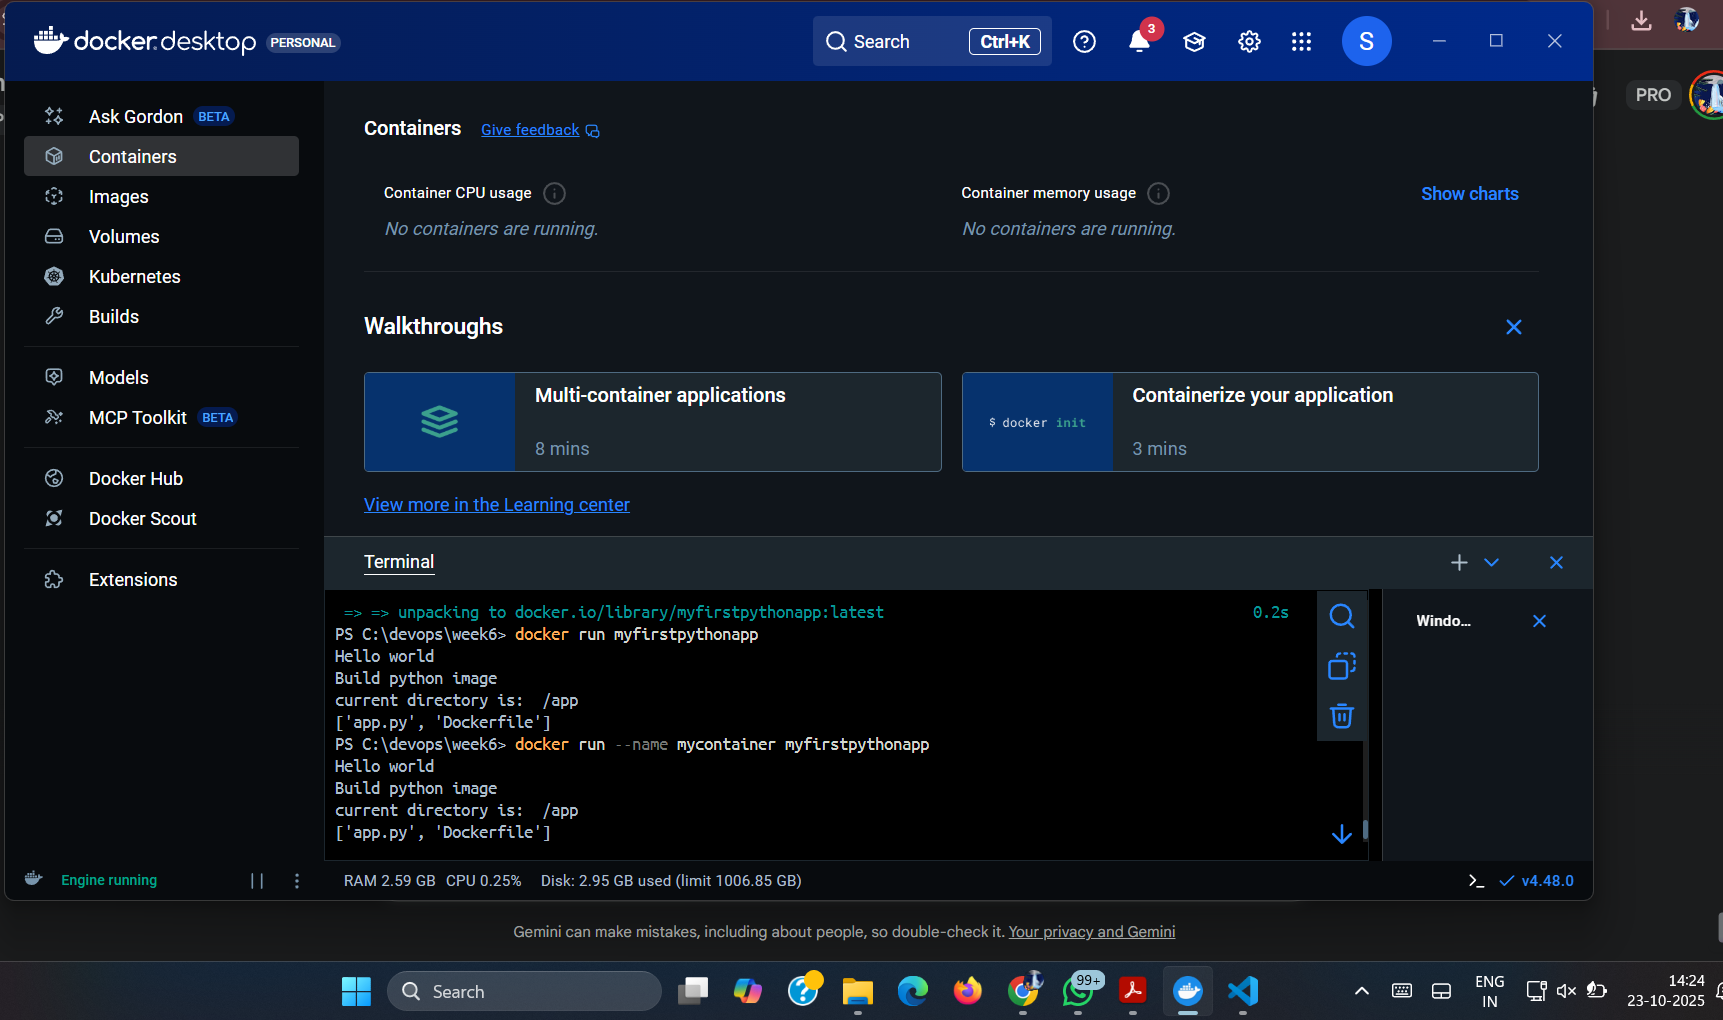 docker.desktop PERSONAL
Search Ctrl+K
3
S
PRO
Ask Gordon BETA
Containers
Images
Volumes
Kubernetes
Builds
Models
MCP Toolkit BETA
Docker Hub
Docker Scout
Extensions
Containers Give feedback
Container CPU usage
No containers are running.
Container memory usage
No containers are running.
Show charts
Walkthroughs
Multi-container applications
8 mins
$ docker init
Containerize your application
3 mins
View more in the Learning center
Terminal
=> => unpacking to docker.io/library/myfirstpythonapp:latest 0.2s
PS C:\devops\week6> docker run myfirstpythonapp
Hello world
Build python image
current directory is:  /app
['app.py', 'Dockerfile']
PS C:\devops\week6> docker run --name mycontainer myfirstpythonapp
Hello world
Build python image
current directory is:  /app
['app.py', 'Dockerfile']
Windo...
Engine running
RAM 2.59 GB CPU 0.25% Disk: 2.95 GB used (limit 1006.85 GB)
v4.48.0
Gemini can make mistakes, including about people, so double-check it. Your privacy and Gemini
Search
99+
ENG
IN
14:24
23-10-2025